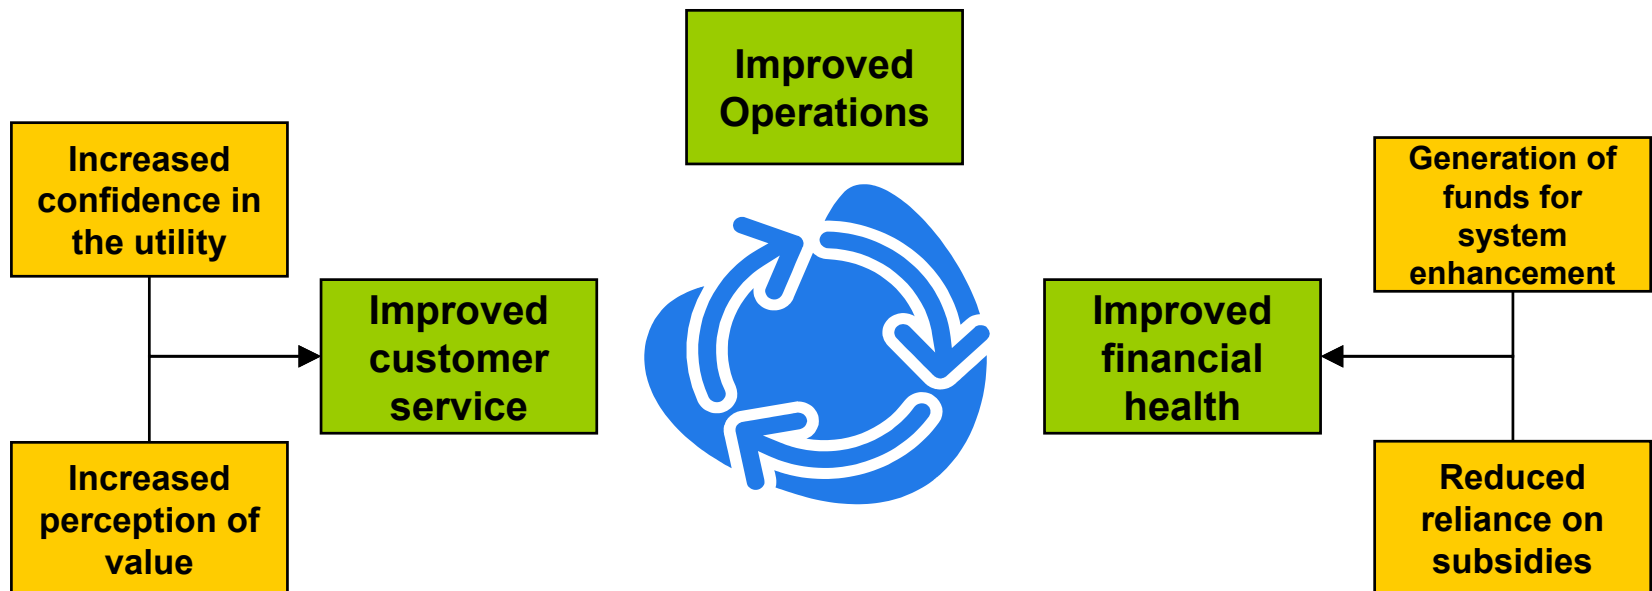 Improved
Operations
Increased
confidence in
the utility
Generation of
funds for
system
enhancement
Improved
customer
service
Improved
financial
health
Increased
perception of
value
Reduced
reliance on
subsidies